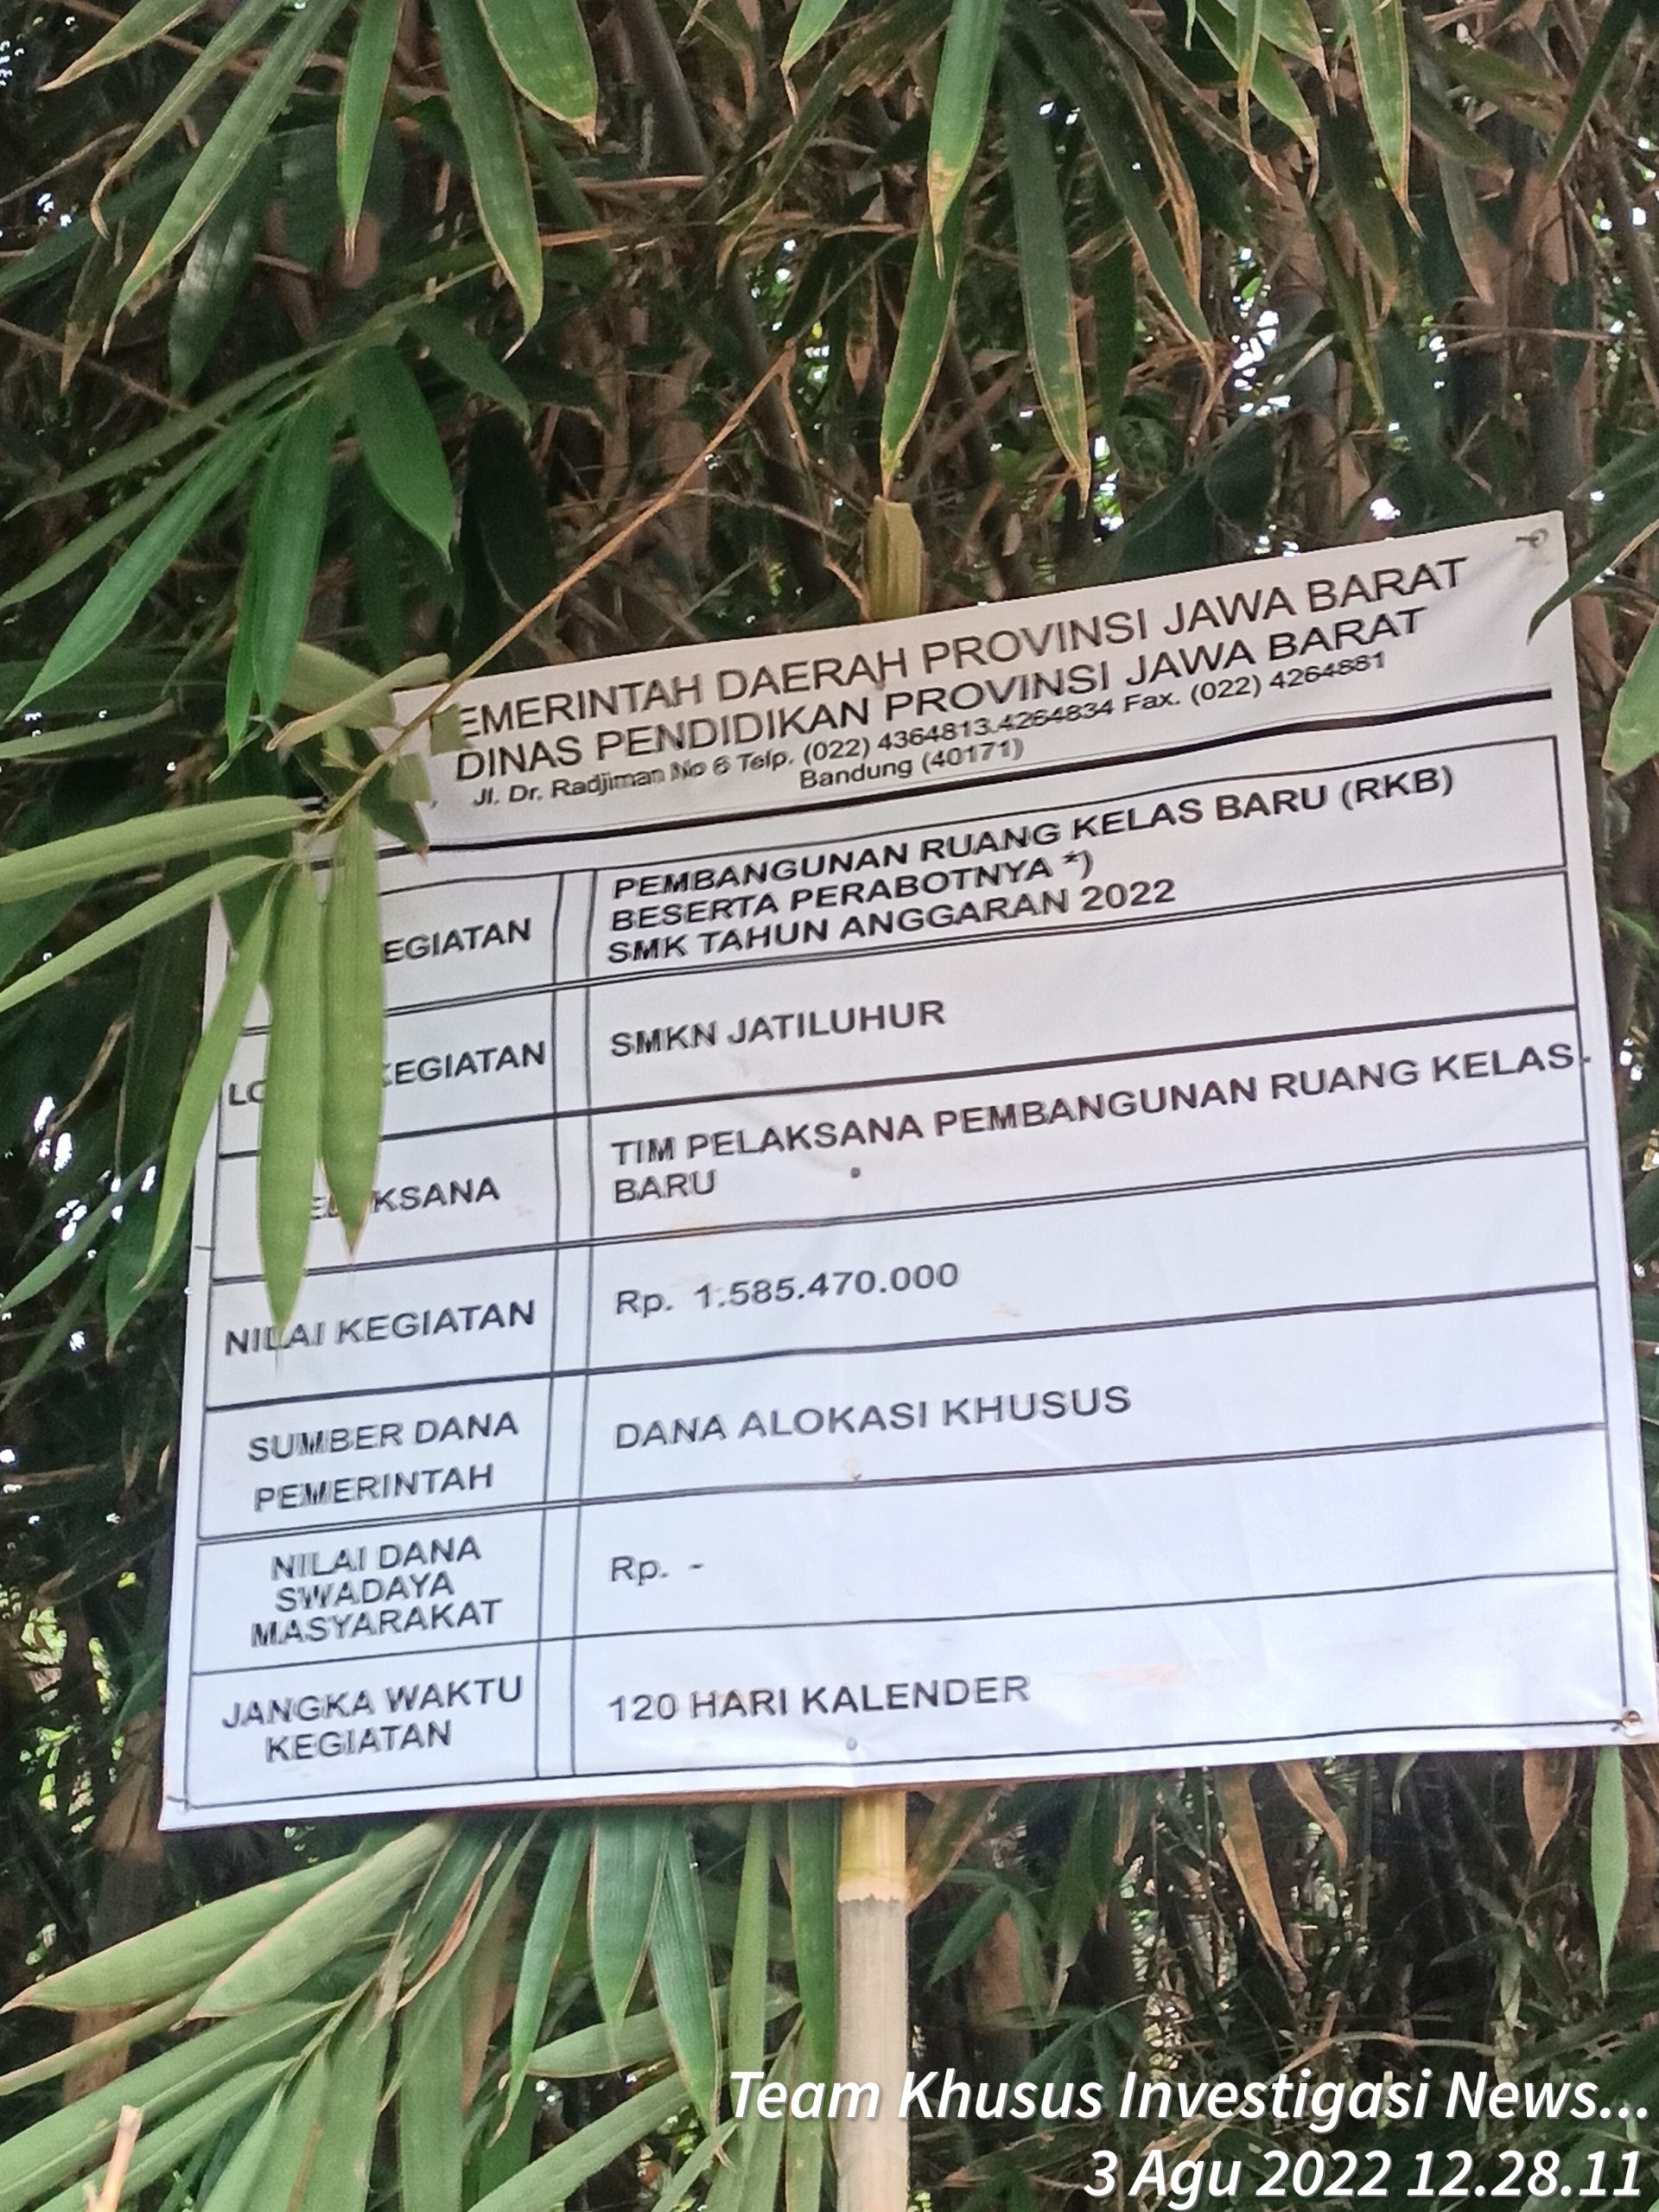 PEMERINTAH DAERAH PROVINSI JAWA BARAT
DINAS PENDIDIKAN PROVINSI JAWA BARAT
Jl. Dr. Radjiman No 6 Telp. (022) 4364813.4264834 Fax. (022) 4264881
Bandung (40171)
EGIATAN
PEMBANGUNAN RUANG KELAS BARU (RKB)
BESERTA PERABOTNYA *)
SMK TAHUN ANGGARAN 2022
KEGIATAN
SMKN JATILUHUR
TIM PELAKSANA PEMBANGUNAN RUANG KELAS
BARU
NILAI KEGIATAN
Rp. 1.585.470.000
SUMBER DANA
PEMERINTAH
DANA ALOKASI KHUSUS
NILAI DANA
SWADAYA
MASYARAKAT
Rp. -
JANGKA WAKTU
KEGIATAN
120 HARI KALENDER
Team Khusus Investigasi News...
3 Agu 2022 12.28.11